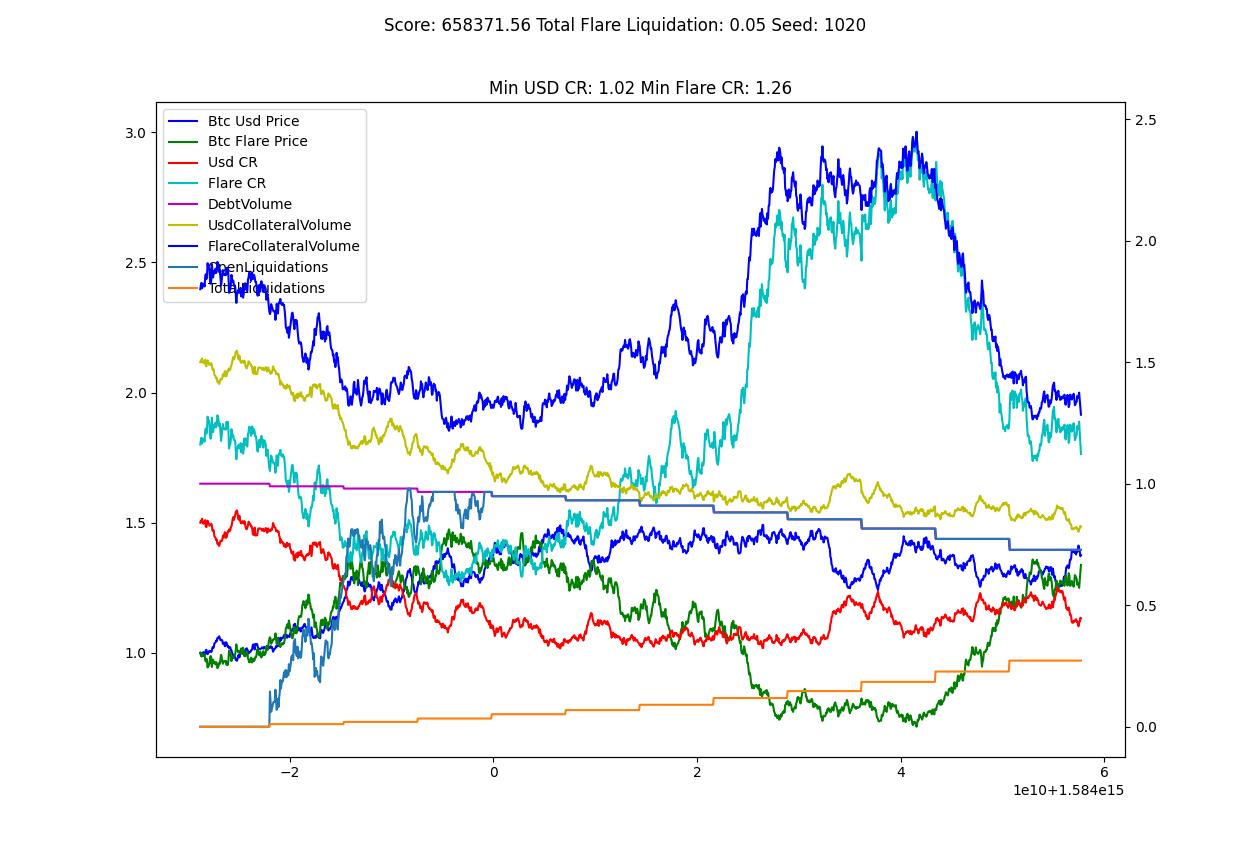 Score: 658371.56 Total Flare Liquidation: 0.05 Seed: 1020
Min USD CR: 1.02 Min Flare CR: 1.26
Btc Usd Price
Btc Flare Price
Usd CR
Flare CR
DebtVolume
UsdCollateralVolume
FlareCollateralVolume
OpenLiquidations
TotalLiquidations
3.0
2.5
2.0
1.5
1.0
2.5
2.0
1.5
1.0
0.5
0.0
−2
0
2
4
6
1e10+1.584e15